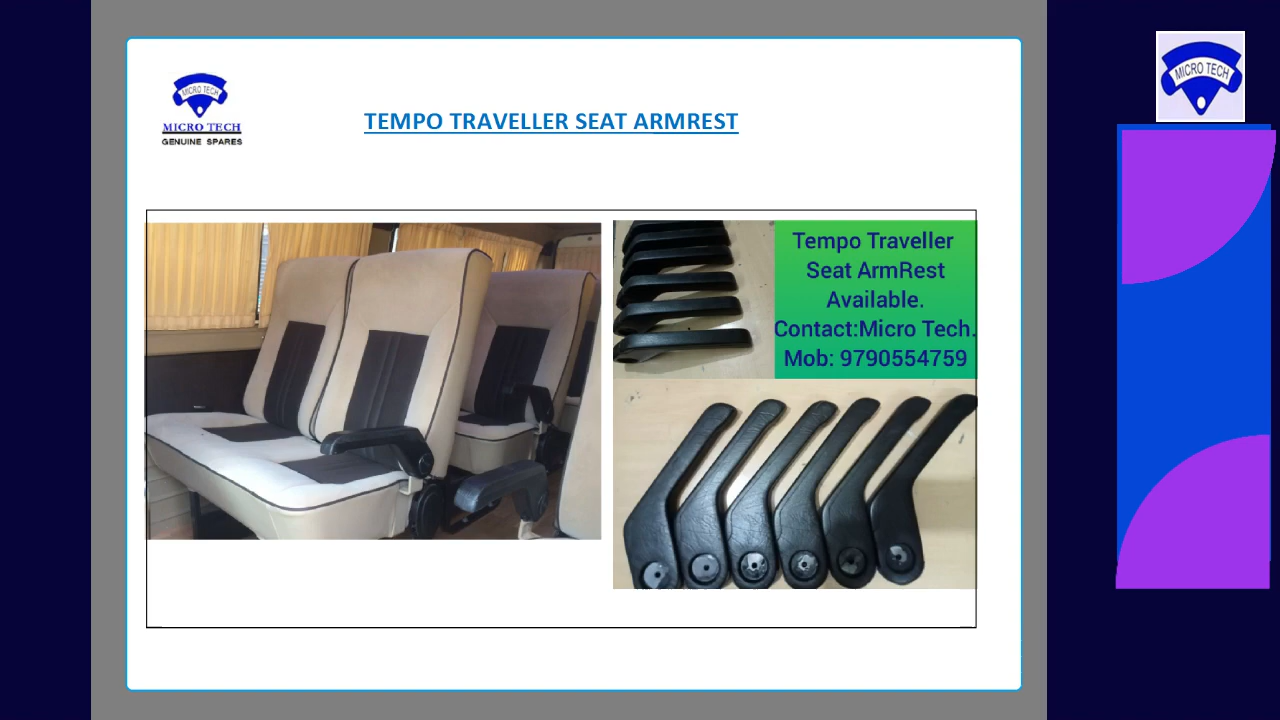 MICRO TECH
MICRO TECH
GENUINE SPARES
TEMPO TRAVELLER SEAT ARMREST
Tempo Traveller
Seat ArmRest
Available.
Contact:Micro Tech.
Mob: 9790554759
MICRO TECH